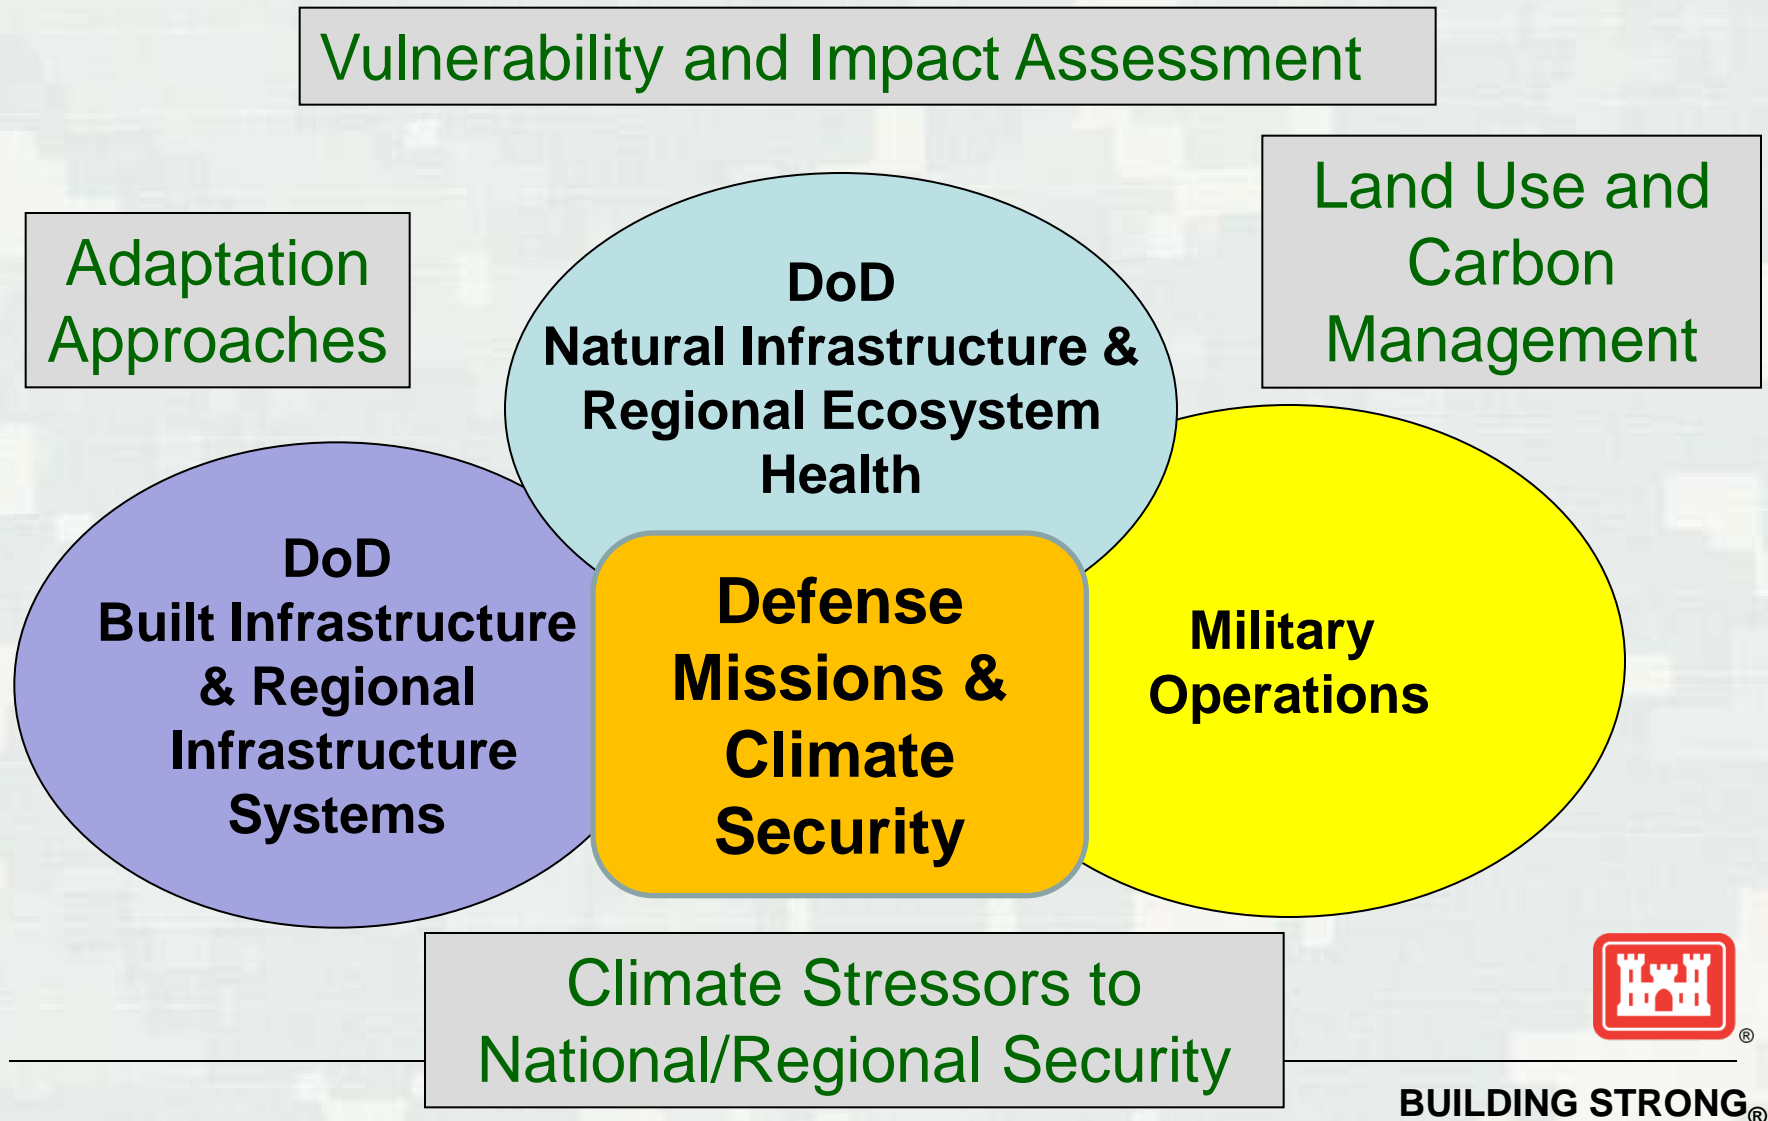 Vulnerability and Impact Assessment
Adaptation
Approaches
Land Use and
Carbon
Management
DoD
Natural Infrastructure &
Regional Ecosystem
Health
DoD
Built Infrastructure
& Regional
Infrastructure
Systems
Defense
Missions &
Climate
Security
Military
Operations
Climate Stressors to
National/Regional Security
®
BUILDING STRONG®